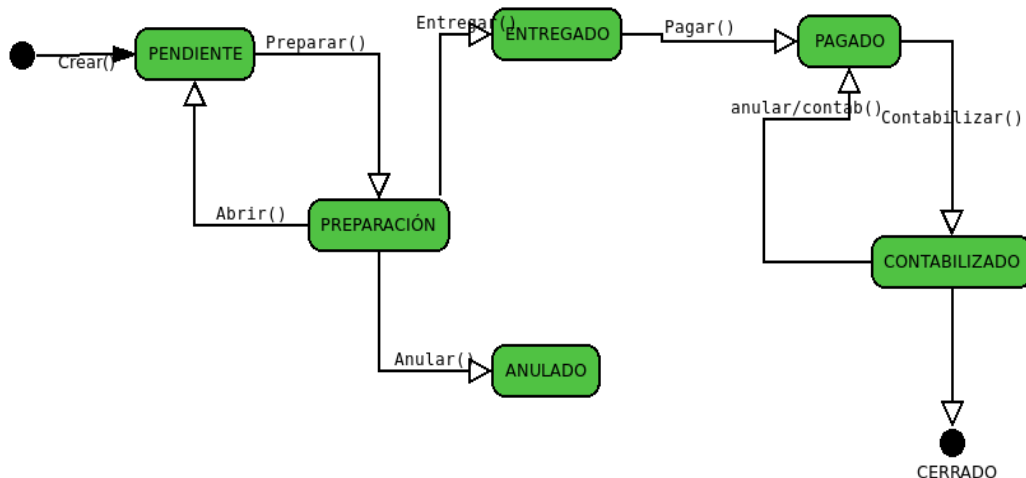 Crear()
PENDIENTE
Preparar()
Entregar()
ENTREGADO
Pagar()
PAGADO
anular/contab()
Contabilizar()
Abrir()
PREPARACIÓN
CONTABILIZADO
Anular()
ANULADO
CERRADO